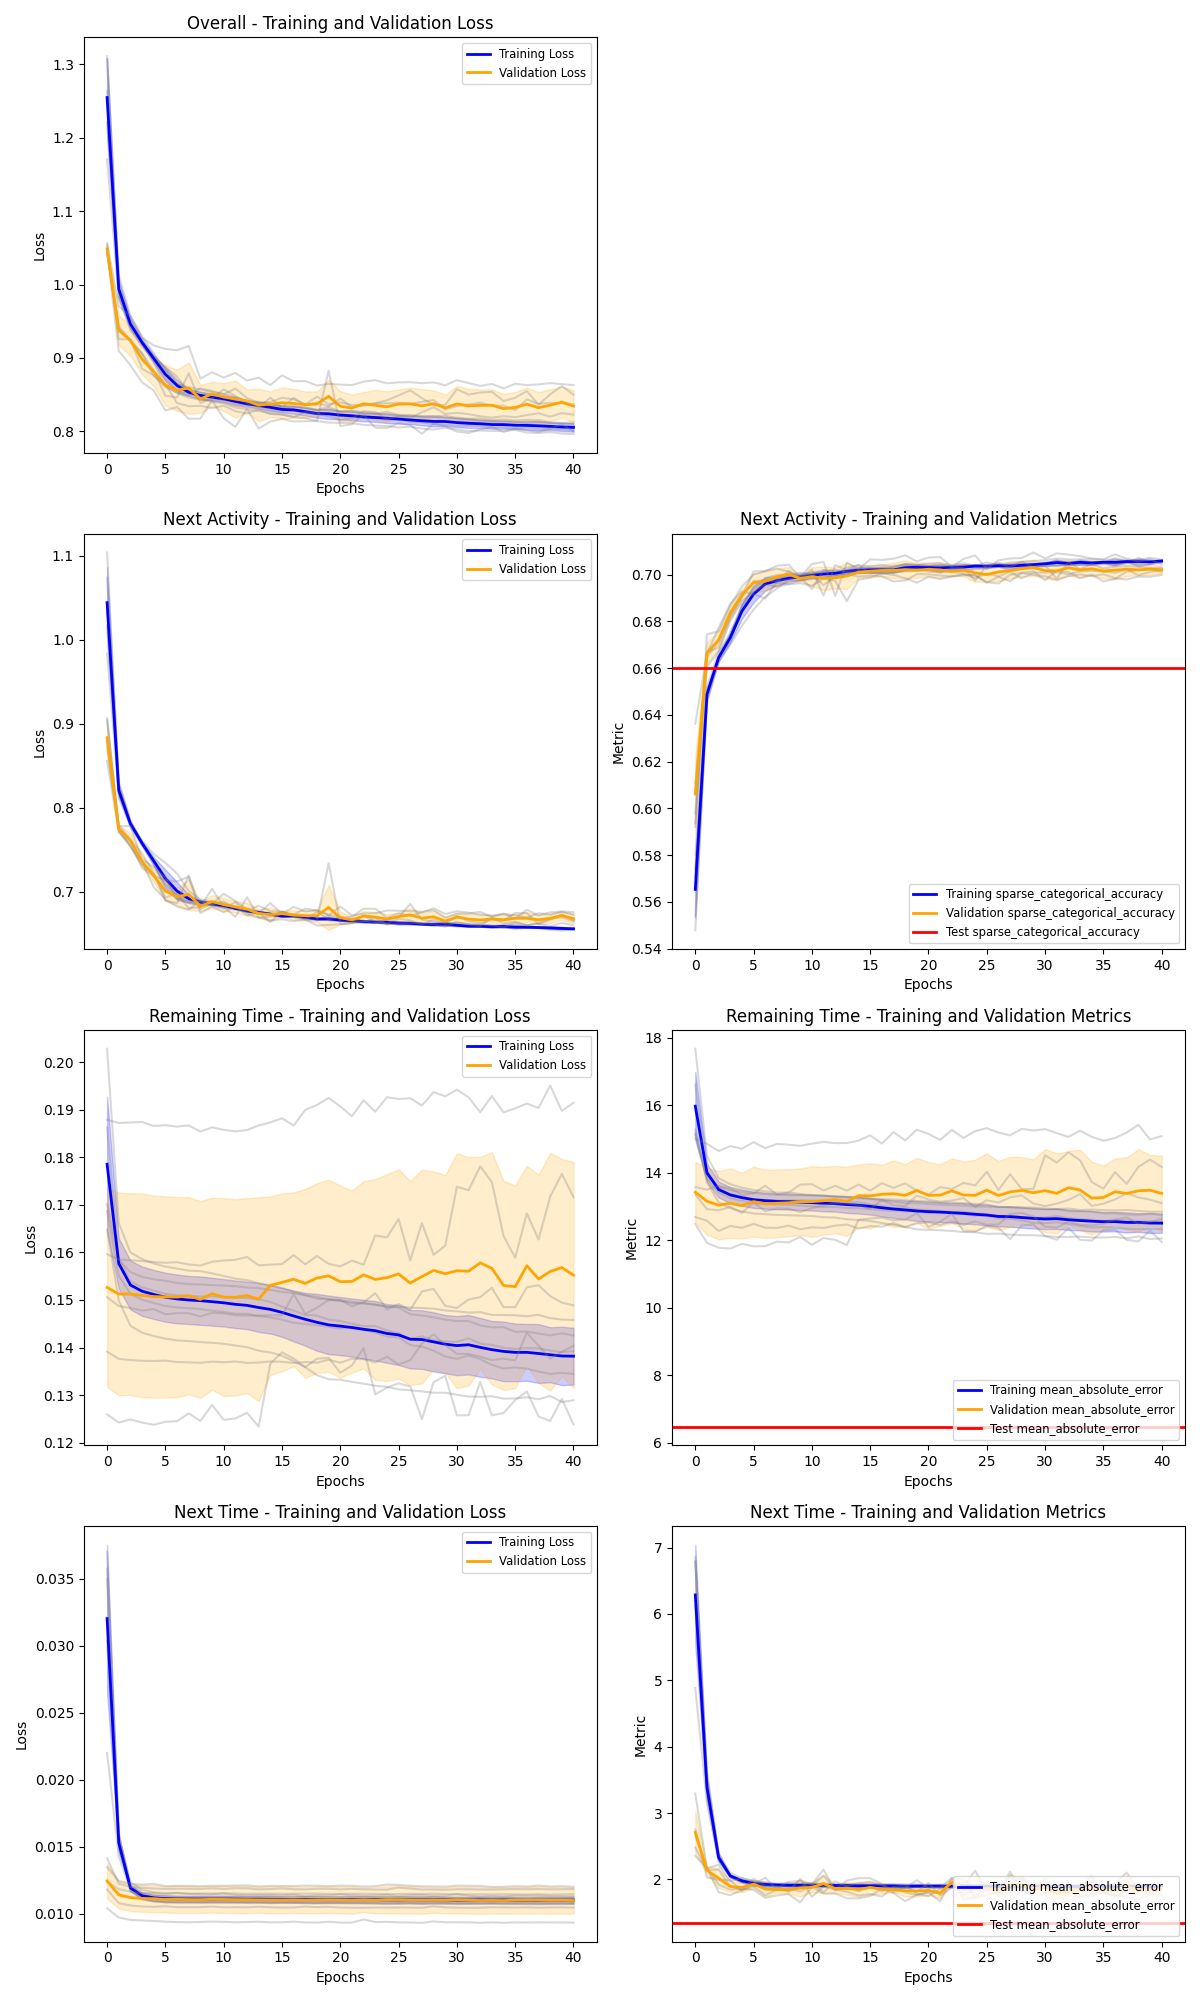 Overall - Training and Validation Loss
Training Loss
Validation Loss
1.3
1.2
1.1
1.0
0.9
0.8
Loss
0 5 10 15 20 25 30 35 40
Epochs
Next Activity - Training and Validation Loss
Training Loss
Validation Loss
1.1
1.0
0.9
0.8
0.7
Loss
0 5 10 15 20 25 30 35 40
Epochs
Next Activity - Training and Validation Metrics
0.70
0.68
0.66
0.64
0.62
0.60
0.58
0.56
0.54
Metric
Training sparse_categorical_accuracy
Validation sparse_categorical_accuracy
Test sparse_categorical_accuracy
0 5 10 15 20 25 30 35 40
Epochs
Remaining Time - Training and Validation Loss
Training Loss
Validation Loss
0.20
0.19
0.18
0.17
0.16
0.15
0.14
0.13
0.12
Loss
0 5 10 15 20 25 30 35 40
Epochs
Remaining Time - Training and Validation Metrics
18
16
14
12
10
8
6
Metric
Training mean_absolute_error
Validation mean_absolute_error
Test mean_absolute_error
0 5 10 15 20 25 30 35 40
Epochs
Next Time - Training and Validation Loss
Training Loss
Validation Loss
0.035
0.030
0.025
0.020
0.015
0.010
Loss
0 5 10 15 20 25 30 35 40
Epochs
Next Time - Training and Validation Metrics
7
6
5
4
3
2
Metric
Training mean_absolute_error
Validation mean_absolute_error
Test mean_absolute_error
0 5 10 15 20 25 30 35 40
Epochs